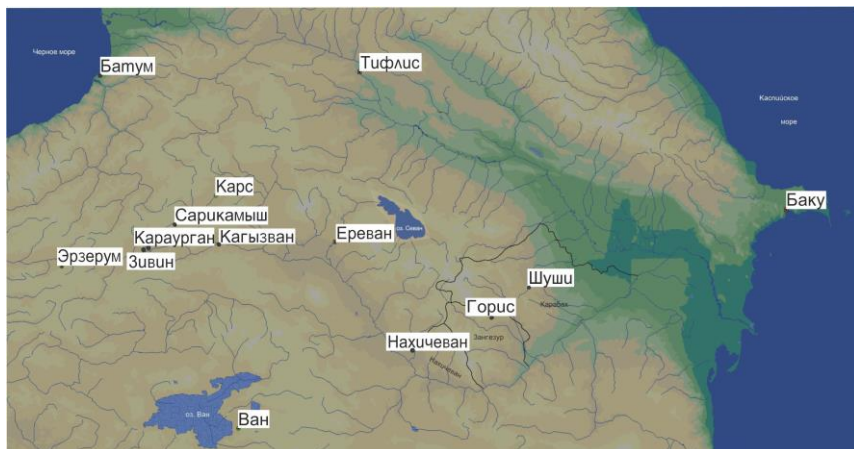 Черное море
Батум
Тифлис
Каспийское
море
Карс
Баку
Сарикамыш
Караурган
Кагызван
Ереван
оз. Севан
Эрзерум
Зивин
Шуши
Карабах
Горис
Зангезур
Нахичеван
Нахичеван
оз. Ван
Ван